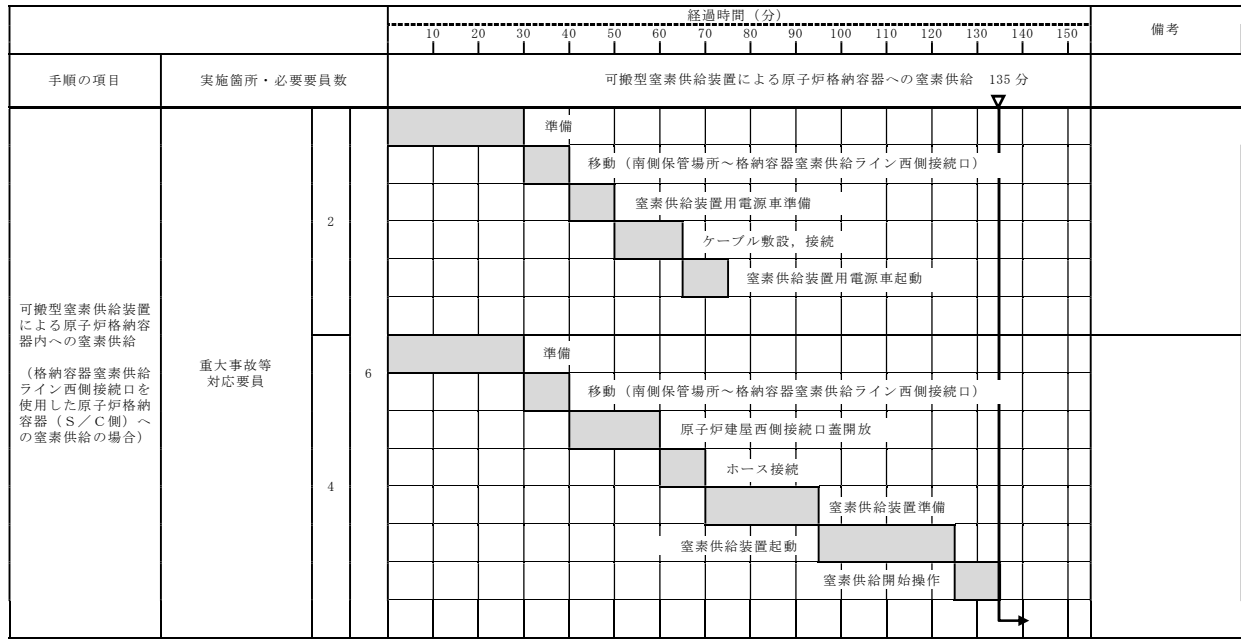 経過時間（分）
備考
10 20 30 40 50 60 70 80 90 100 110 120 130 140 150
手順の項目
実施箇所・必要要員数
可搬型窒素供給装置による原子炉格納容器への窒素供給 135分
可搬型窒素供給装置
による原子炉格納容
器内への窒素供給
（格納容器窒素供給
ライン西側接続口を
使用した原子炉格納
容器（S／C側）へ
の窒素供給の場合）
重大事故等
対応要員
2
6
準備
移動（南側保管場所～格納容器窒素供給ライン西側接続口）
窒素供給装置用電源車準備
ケーブル敷設，接続
窒素供給装置用電源車起動
4
準備
移動（南側保管場所～格納容器窒素供給ライン西側接続口）
原子炉建屋西側接続口蓋開放
ホース接続
窒素供給装置準備
窒素供給装置起動
窒素供給開始操作